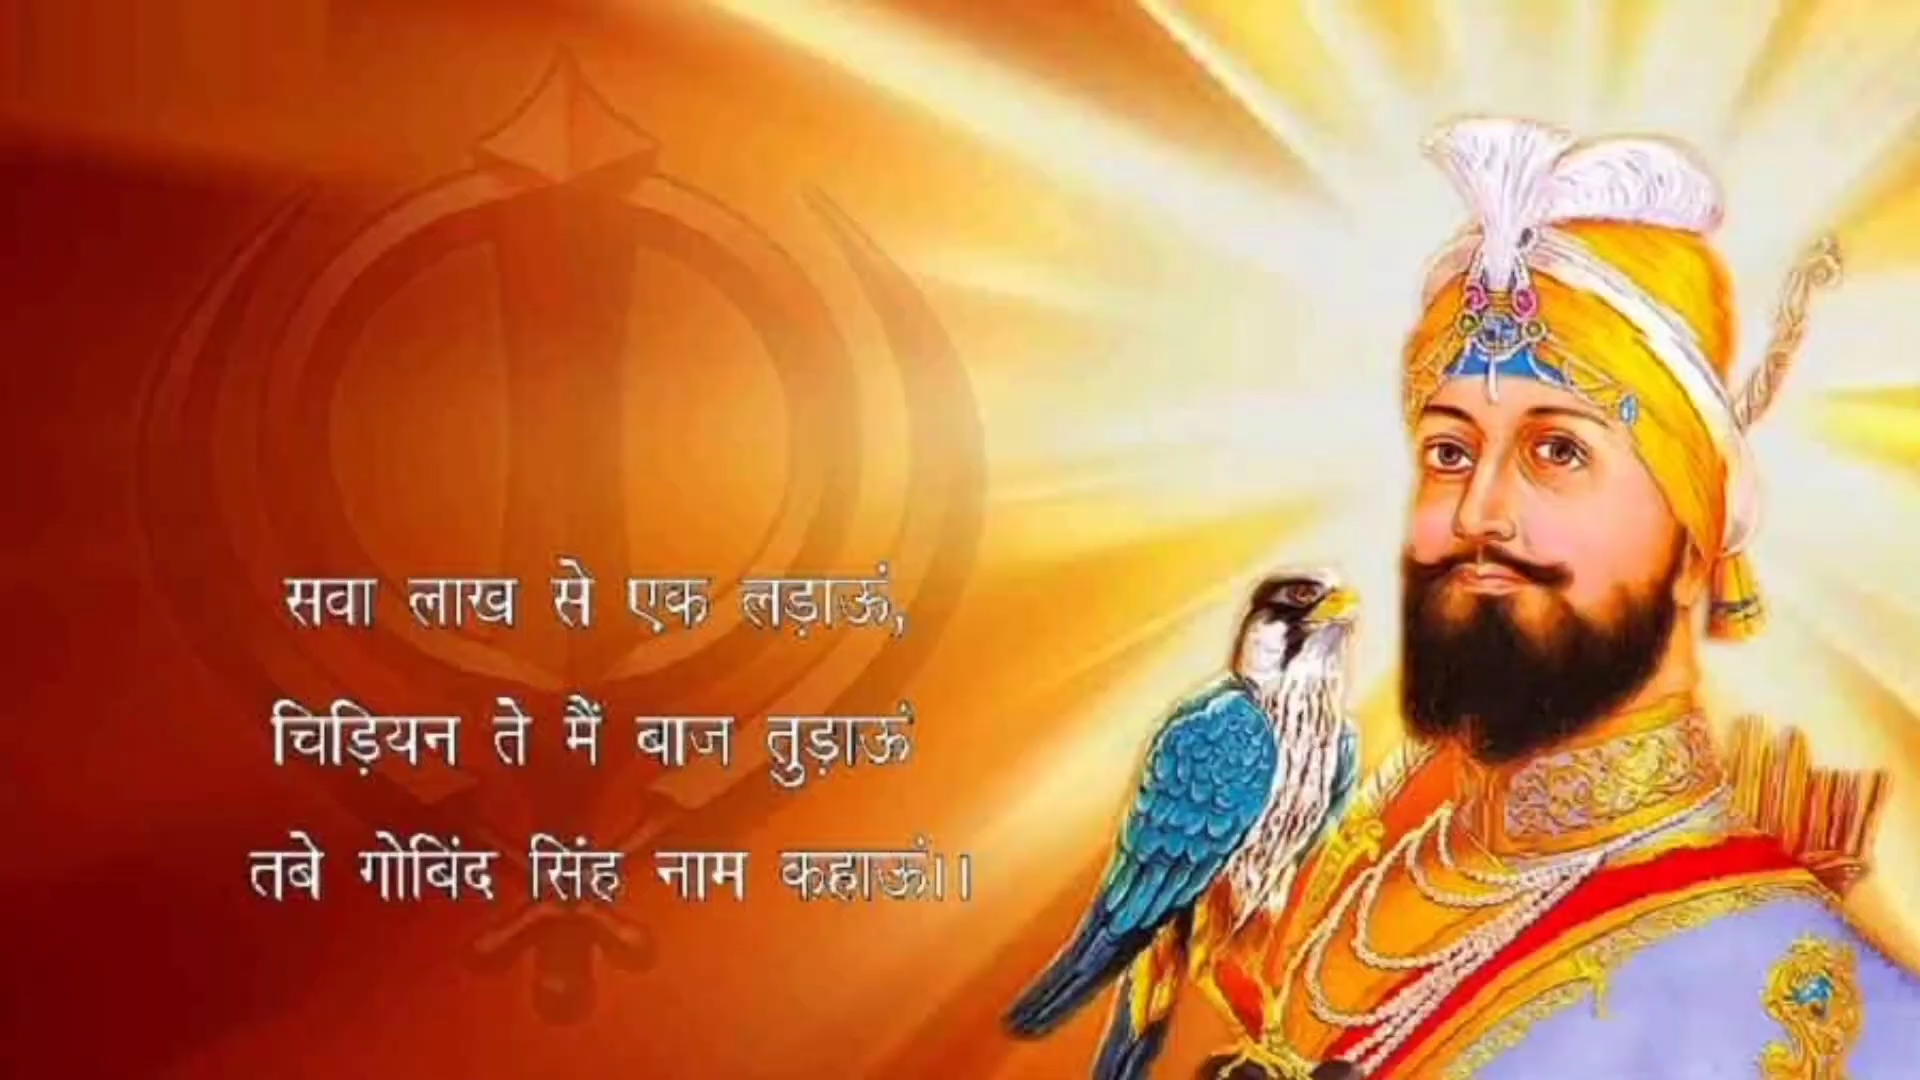 सवा लाख से एक लड़ाऊं,
चिड़ियन ते मैं बाज तुड़ाऊं
तबे गोबिंद सिंह नाम कहाऊं।।